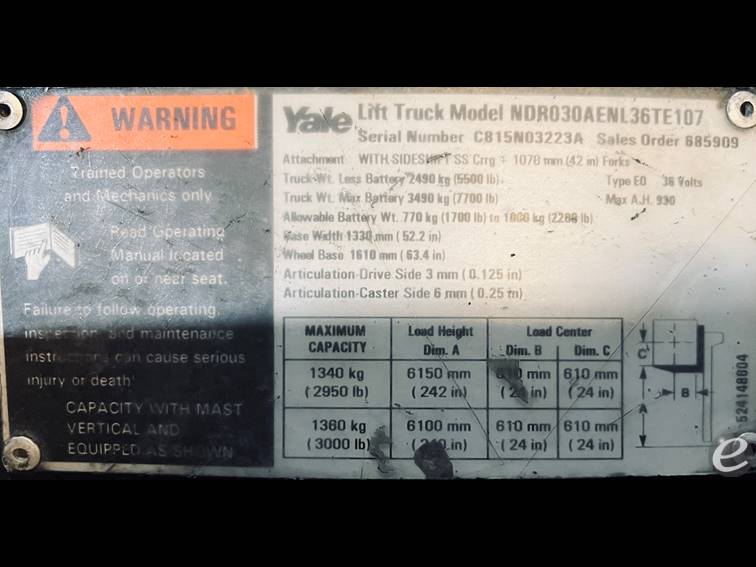 WARNING
Trained Operators
and Mechanics only
Read Operating
Manual located
on or near seat.
Failure to follow operating,
inspection and maintenance
instructions can cause serious
injury or death
CAPACITY WITH MAST
VERTICAL AND
EQUIPPED AS SHOWN
Yale Lift Truck Model NDR030AENL36TE107
Serial Number C815N03223A Sales Order 685909
Attachment WITH SIDESHIFT SS Crrg - 1070 mm (42 in) Forks
Truck Wt. Less Battery 2490 kg (5500 lb) Type EO 36 Volts
Truck Wt. Max Battery 3490 kg (7700 lb) Max A.H. 930
Allowable Battery Wt. 770 kg (1700 lb) to 1000 kg (2200 lb)
Base Width 1330 mm (52.2 in)
Wheel Base 1610 mm (63.4 in)
Articulation-Drive Side 3 mm (0.125 in)
Articulation-Caster Side 6 mm (0.25 in)
MAXIMUM CAPACITY Load Height Dim. A Load Center Dim. B Dim. C
1340 kg 6150 mm 610 mm 610 mm
(2950 lb) (242 in) (24 in) (24 in)
1360 kg 6100 mm 610 mm 610 mm
(3000 lb) (240 in) (24 in) (24 in)
C
B
A
524148604
e